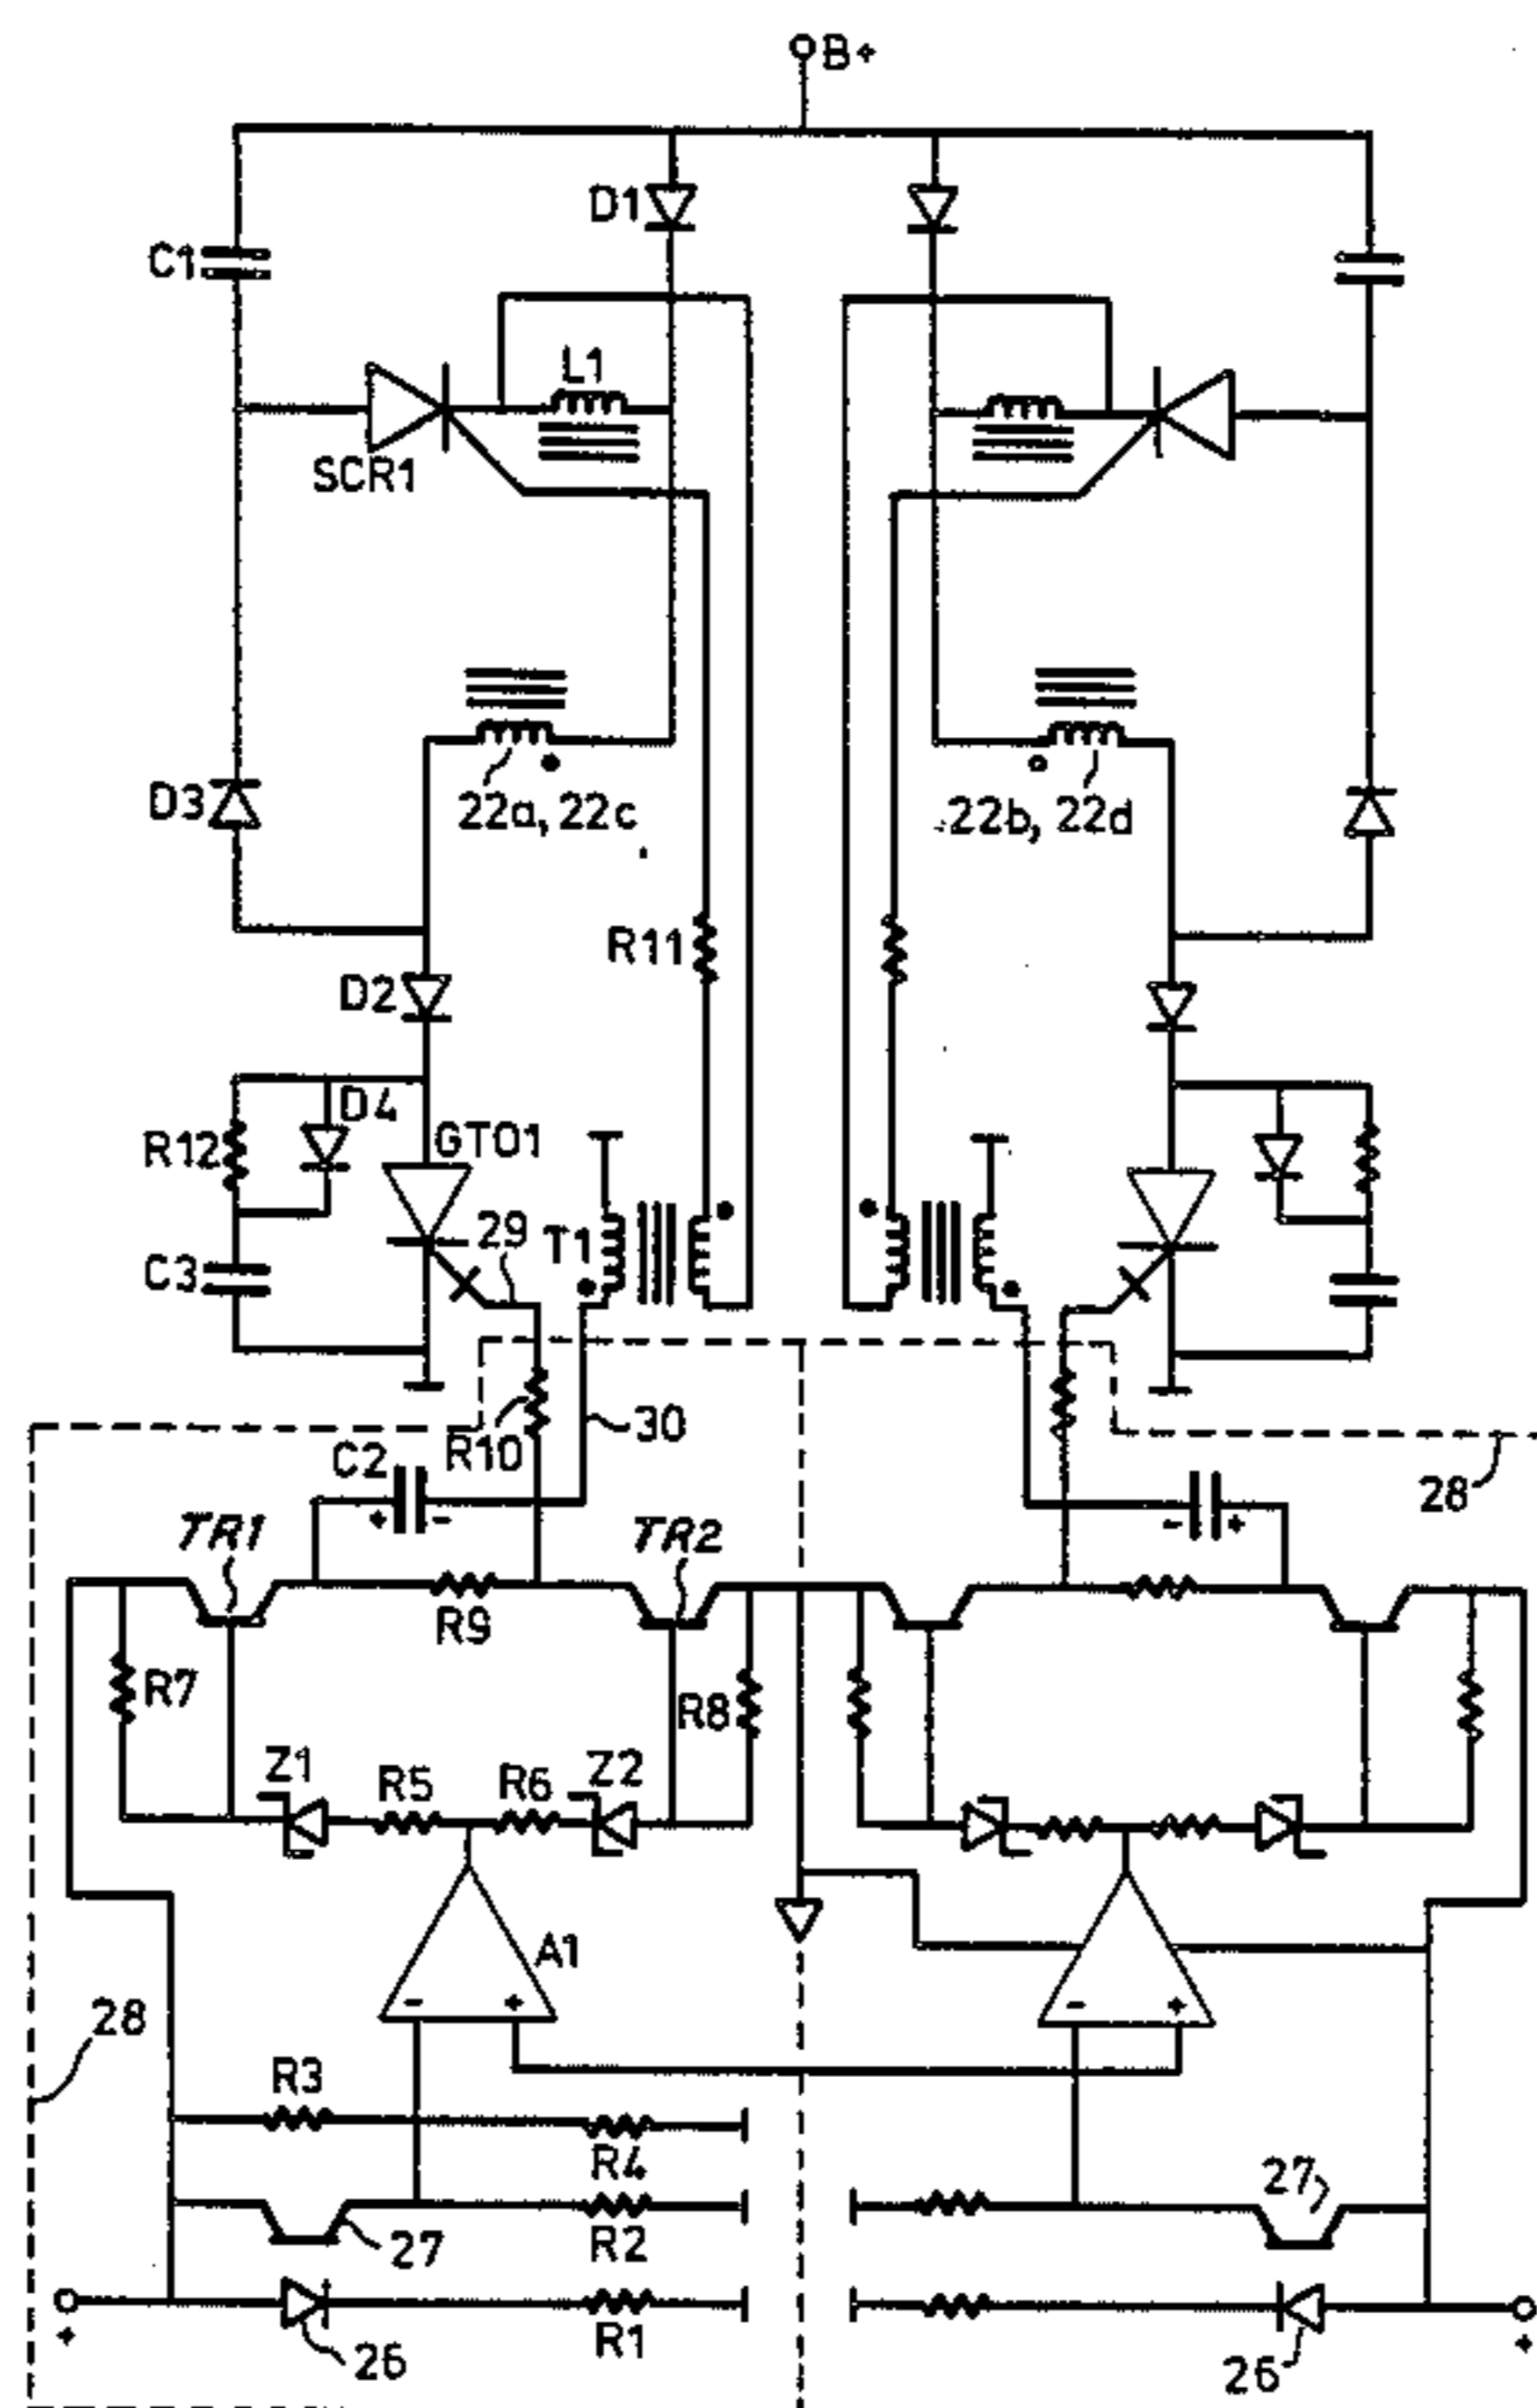 B+
D1
C1
L1
SCR1
D3
22a, 22c
22b, 22d
R11
D2
D4
R12
GTO1
29
T1
C3
30
R10
C2
28
TR1
TR2
R9
R7
R8
Z1
R5
R6
Z2
A1
- +
- +
28
R3
R4
27
27
R2
R1
+
+
26
26
+ -
- +